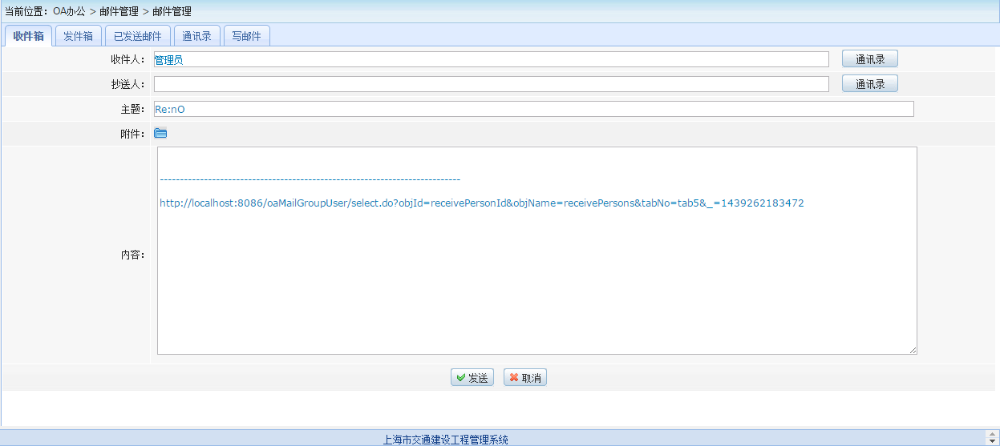 当前位置：OA办公 > 邮件管理 > 邮件管理
收件箱 发件箱 已发送邮件 通讯录 写邮件
收件人： 管理员 通讯录
抄送人： 通讯录
主题： Re:nO
附件：
---------------------------------------------------------------------------
http://localhost:8086/oaMailGroupUser/select.do?objId=receivePersonId&objName=receivePersons&tabNo=tab5&_=1439262183472
内容：
发送 取消
上海市交通建设工程管理系统